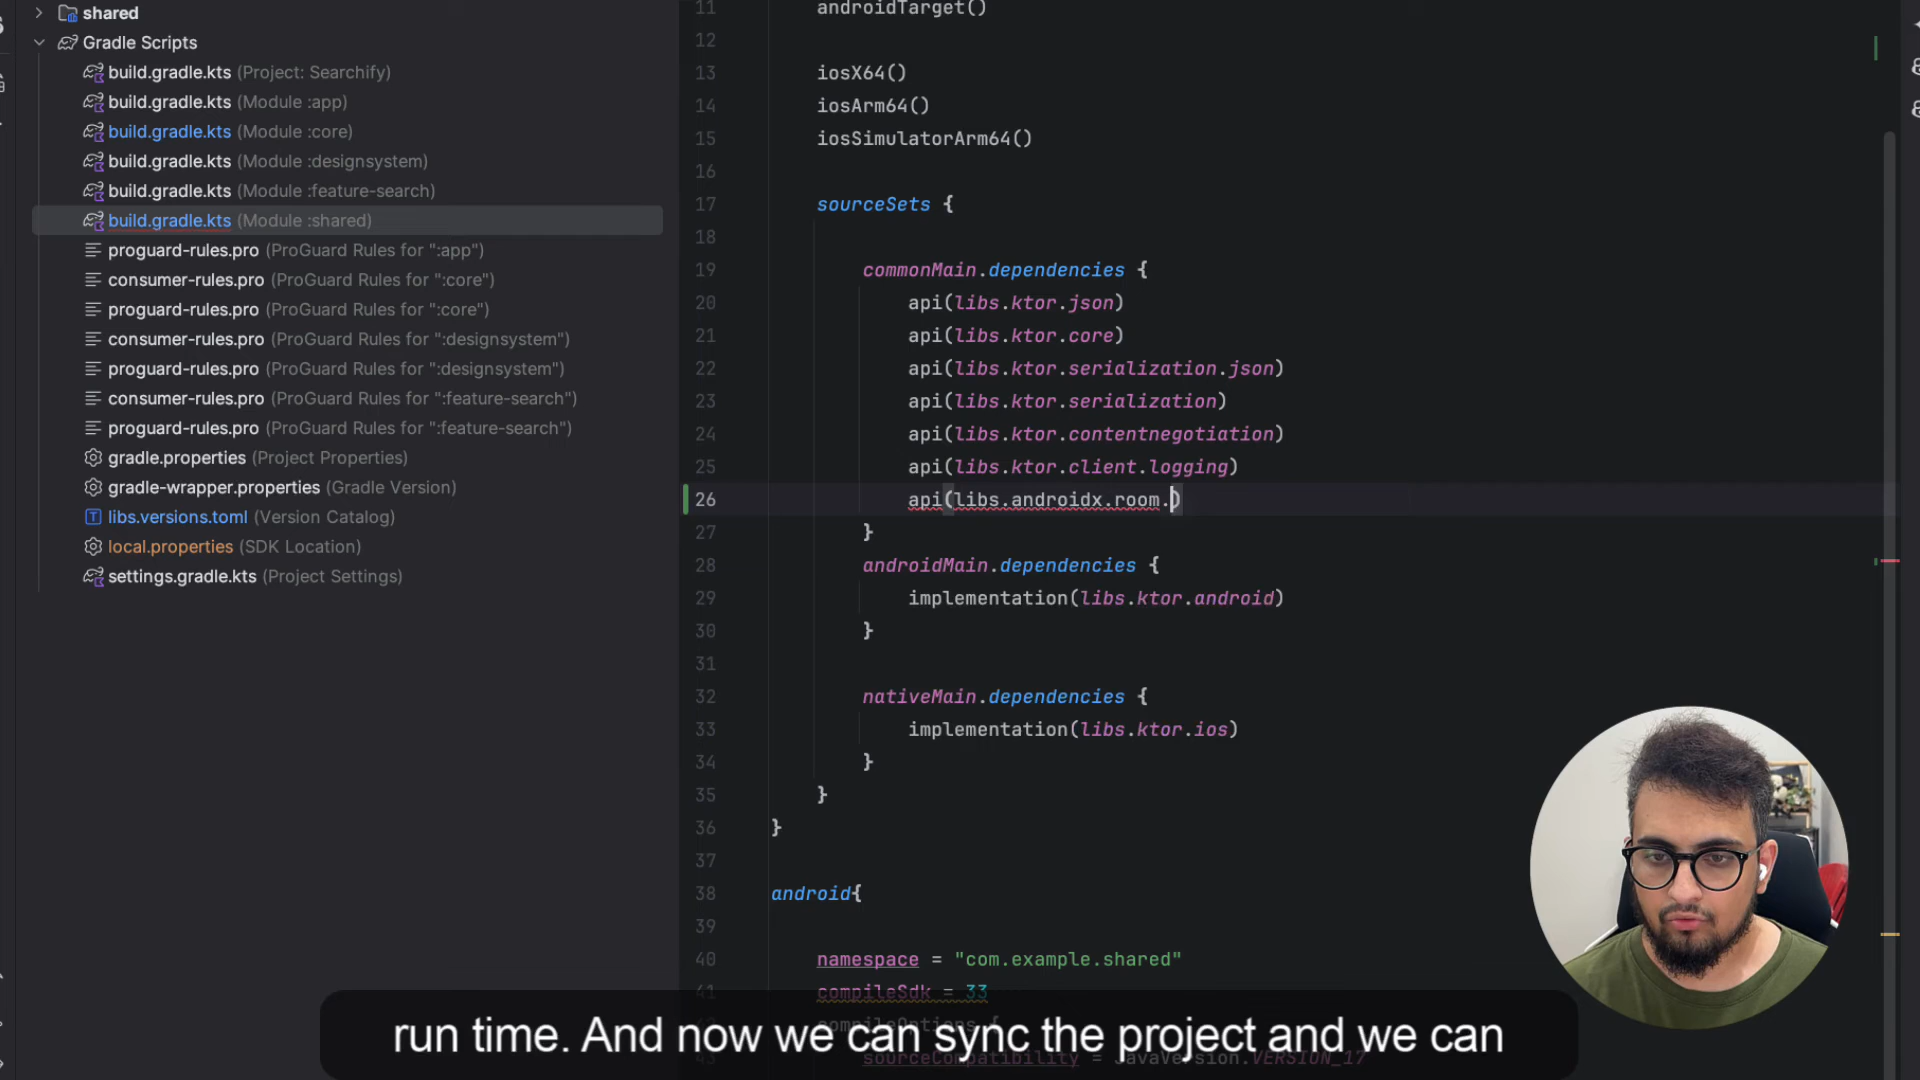 shared
Gradle Scripts
build.gradle.kts (Project: Searchify)
build.gradle.kts (Module :app)
build.gradle.kts (Module :core)
build.gradle.kts (Module :designsystem)
build.gradle.kts (Module :feature-search)
build.gradle.kts (Module :shared)
proguard-rules.pro (ProGuard Rules for ":app")
consumer-rules.pro (ProGuard Rules for ":core")
proguard-rules.pro (ProGuard Rules for ":core")
consumer-rules.pro (ProGuard Rules for ":designsystem")
proguard-rules.pro (ProGuard Rules for ":designsystem")
consumer-rules.pro (ProGuard Rules for ":feature-search")
proguard-rules.pro (ProGuard Rules for ":feature-search")
gradle.properties (Project Properties)
gradle-wrapper.properties (Gradle Version)
libs.versions.toml (Version Catalog)
local.properties (SDK Location)
settings.gradle.kts (Project Settings)
11 androidTarget()
12
13 iosX64()
14 iosArm64()
15 iosSimulatorArm64()
16
17 sourceSets {
18
19 commonMain.dependencies {
20 api(libs.ktor.json)
21 api(libs.ktor.core)
22 api(libs.ktor.serialization.json)
23 api(libs.ktor.serialization)
24 api(libs.ktor.contentnegotiation)
25 api(libs.ktor.client.logging)
26 api(libs.androidx.room.)
27 }
28 androidMain.dependencies {
29 implementation(libs.ktor.android)
30 }
31
32 nativeMain.dependencies {
33 implementation(libs.ktor.ios)
34 }
35 }
36 }
37
38 android{
39
40 namespace = "com.example.shared"
41 compileSdk = 33
compileOptions {
sourceCompatibility = JavaVersion.VERSION_17
run time. And now we can sync the project and we can